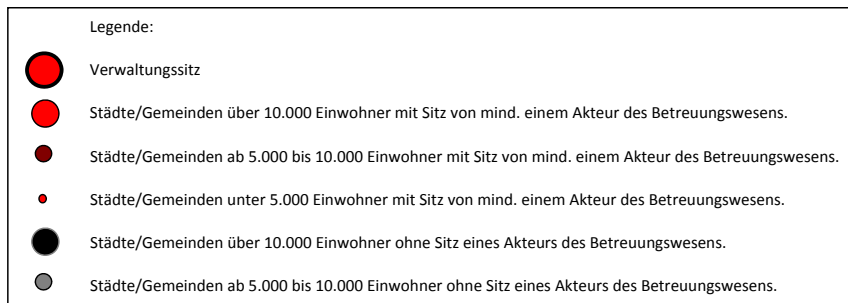 Legende:
Verwaltungssitz
Städte/Gemeinden über 10.000 Einwohner mit Sitz von mind. einem Akteur des Betreuungswesens.
Städte/Gemeinden ab 5.000 bis 10.000 Einwohner mit Sitz von mind. einem Akteur des Betreuungswesens.
Städte/Gemeinden unter 5.000 Einwohner mit Sitz von mind. einem Akteur des Betreuungswesens.
Städte/Gemeinden über 10.000 Einwohner ohne Sitz eines Akteurs des Betreuungswesens.
Städte/Gemeinden ab 5.000 bis 10.000 Einwohner ohne Sitz eines Akteurs des Betreuungswesens.